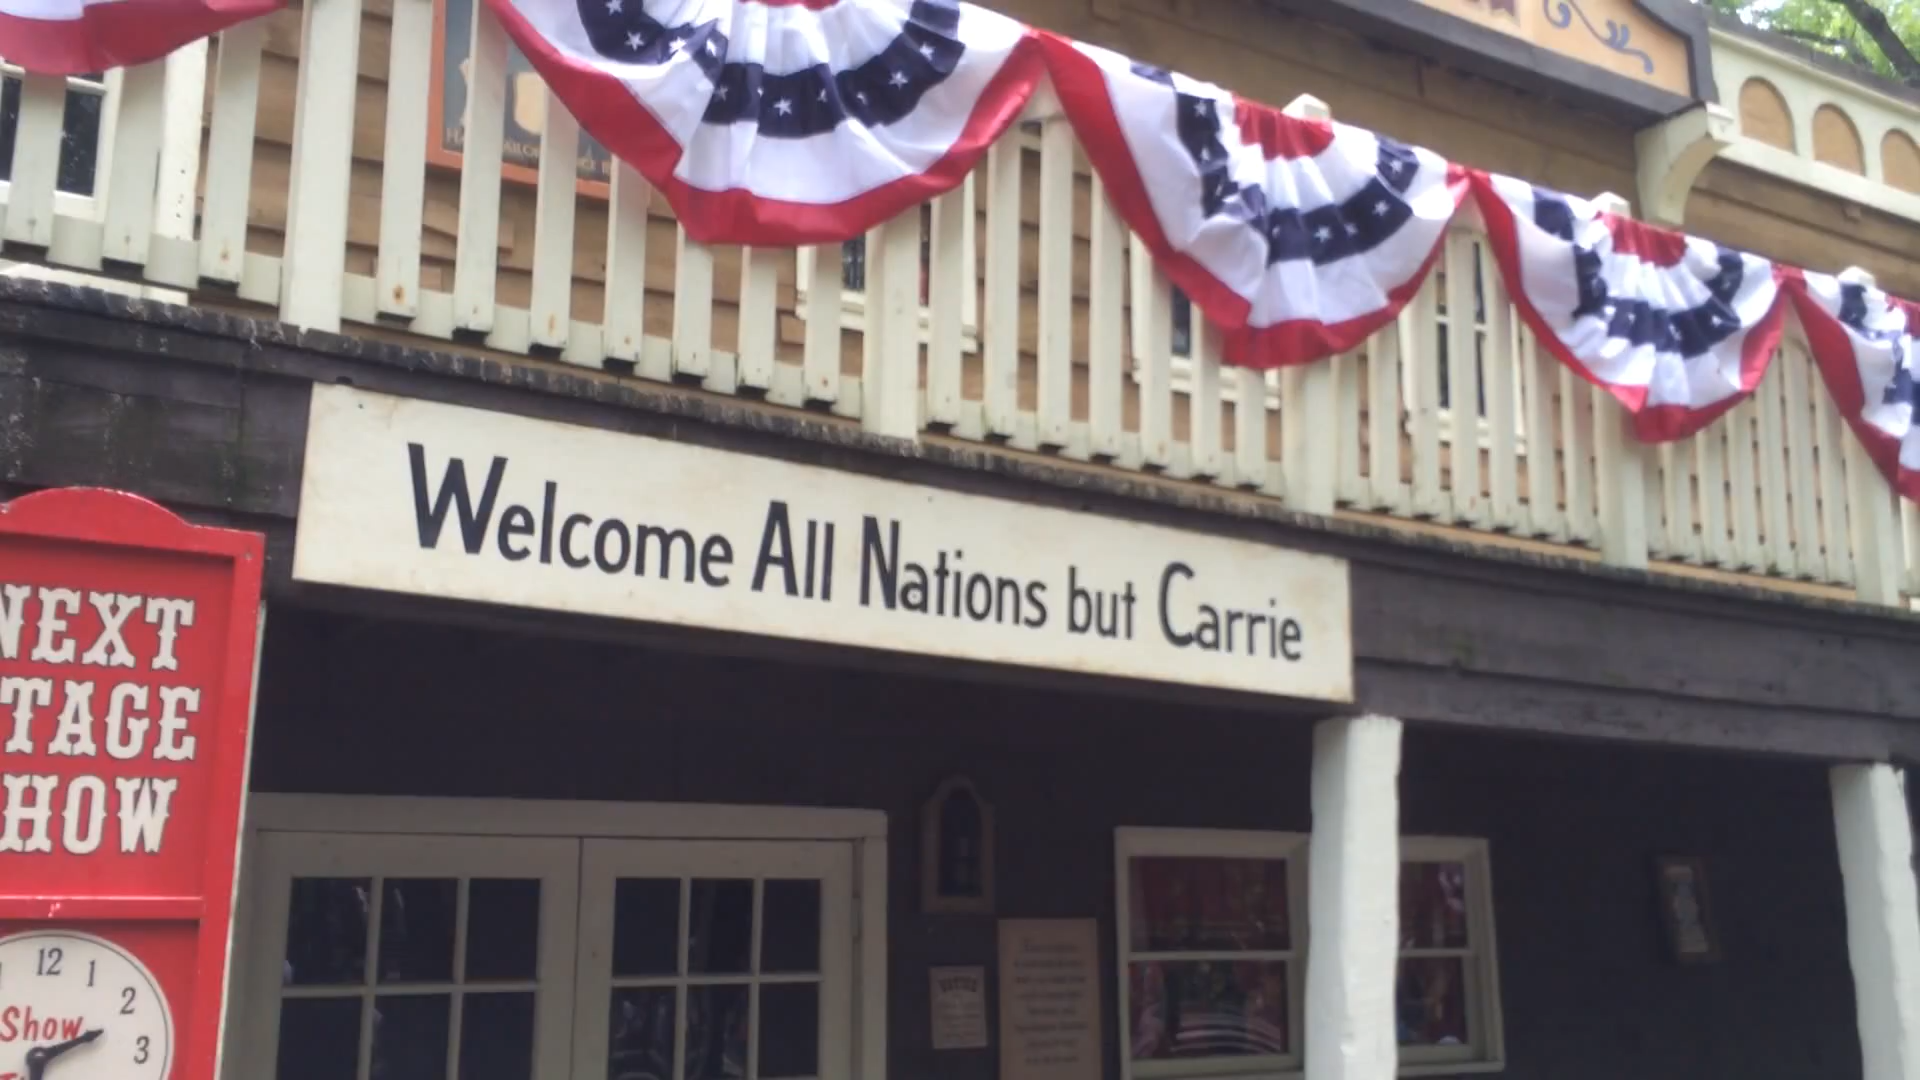 Welcome All Nations but Carrie
NEXT
TAGE
HOW
12
1
2
3
Show